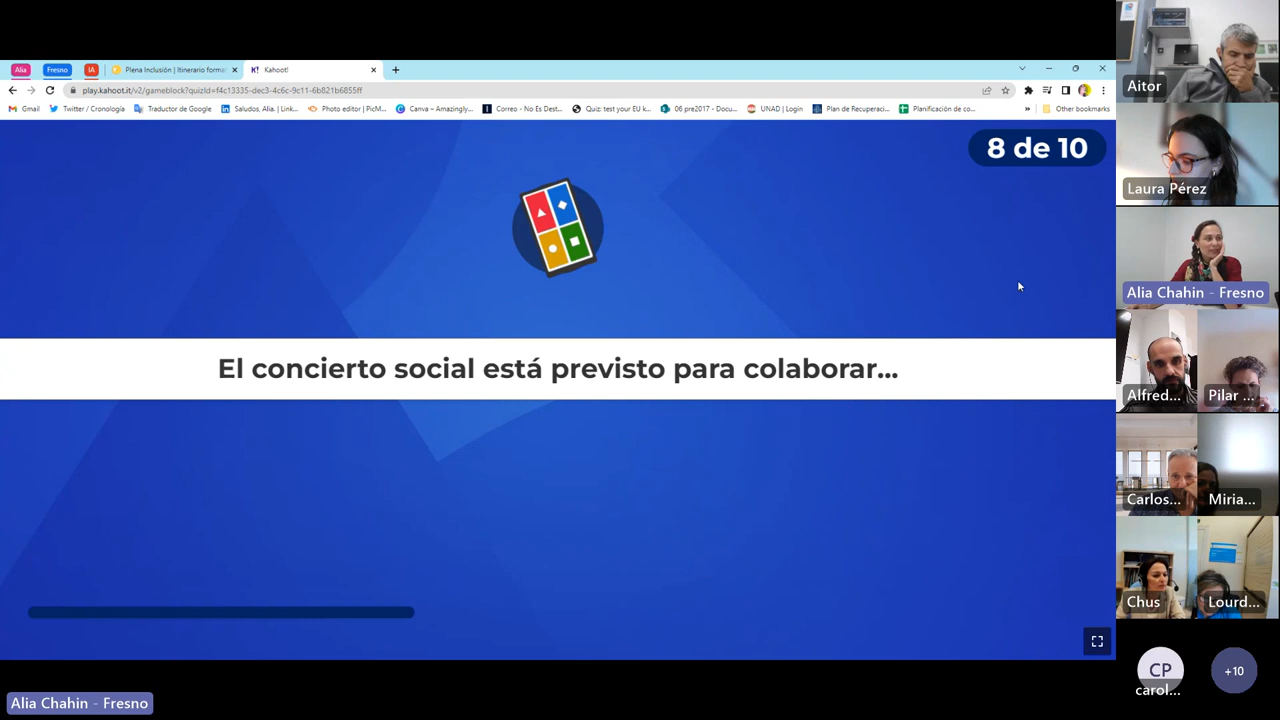 Alia
Fresno
IA
Plena Inclusión | Itinerario forma
Kahoot!
play.kahoot.it/v2/gameblock?quizId=f4c13335-dec3-4c6c-9c11-6b821b6855ff
Gmail
Twitter / Cronología
Traductor de Google
Saludos, Alia. | Link...
Photo editor | PicM...
Canva – Amazingly...
Correo - No Es Dest...
Quiz: test your EU k...
06 pre2017 - Docu...
UNAD | Login
Plan de Recuperaci...
Planificación de co...
Other bookmarks
8 de 10
El concierto social está previsto para colaborar...
Aitor
Laura Pérez
Alia Chahin - Fresno
Alfred...
Pilar ...
Carlos...
Miria...
Chus
Lourd...
CP
carol...
+10
Alia Chahin - Fresno